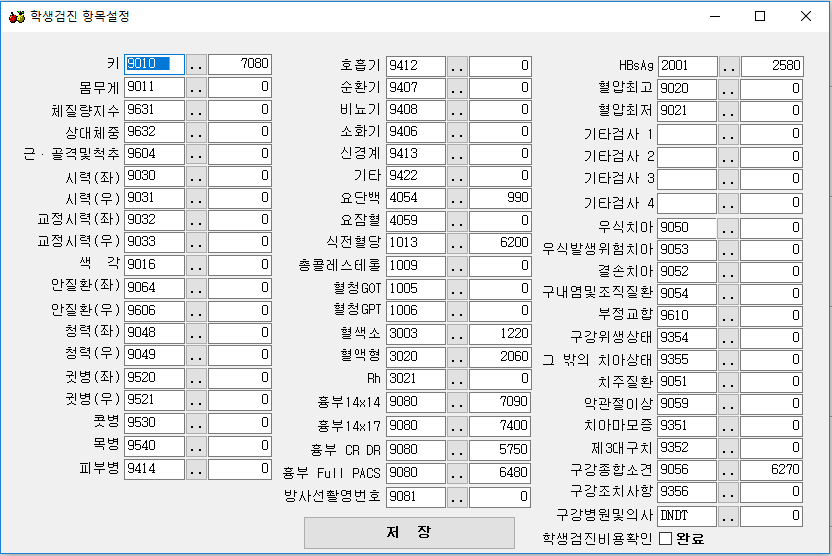 학생검진 항목설정
키 9010 .. 7080
몸무게 9011 .. 0
체질량지수 9631 .. 0
상대체중 9632 .. 0
근·골격및척추 9604 .. 0
시력(좌) 9030 .. 0
시력(우) 9031 .. 0
교정시력(좌) 9032 .. 0
교정시력(우) 9033 .. 0
색 각 9016 .. 0
안질환(좌) 9064 .. 0
안질환(우) 9606 .. 0
청력(좌) 9048 .. 0
청력(우) 9049 .. 0
귓병(좌) 9520 .. 0
귓병(우) 9521 .. 0
콧병 9530 .. 0
목병 9540 .. 0
피부병 9414 .. 0
호흡기 9412 .. 0
순환기 9407 .. 0
비뇨기 9408 .. 0
소화기 9406 .. 0
신경계 9413 .. 0
기타 9422 .. 0
요단백 4054 .. 990
요잠혈 4059 .. 0
식전혈당 1013 .. 6200
총콜레스테롤 1009 .. 0
혈청GOT 1005 .. 0
혈청GPT 1006 .. 0
혈색소 3003 .. 1220
혈액형 3020 .. 2060
Rh 3021 .. 0
흉부14x14 9080 .. 7090
흉부14x17 9080 .. 7400
흉부 CR DR 9080 .. 5750
흉부 Full PACS 9080 .. 6480
방사선촬영번호 9081 .. 0
저 장
HBsAg 2001 .. 2580
혈압최고 9020 .. 0
혈압최저 9021 .. 0
기타검사 1 .. 0
기타검사 2 .. 0
기타검사 3 .. 0
기타검사 4 .. 0
우식치아 9050 .. 0
우식발생위험치아 9053 .. 0
결손치아 9052 .. 0
구내염및조직질환 9054 .. 0
부정교합 9610 .. 0
구강위생상태 9354 .. 0
그 밖의 치아상태 9355 .. 0
치주질환 9051 .. 0
악관절이상 9059 .. 0
치아마모증 9351 .. 0
제3대구치 9352 .. 0
구강종합소견 9056 .. 6270
구강조치사항 9356 .. 0
구강병원및의사 DNDT .. 0
학생검진비용확인 완료